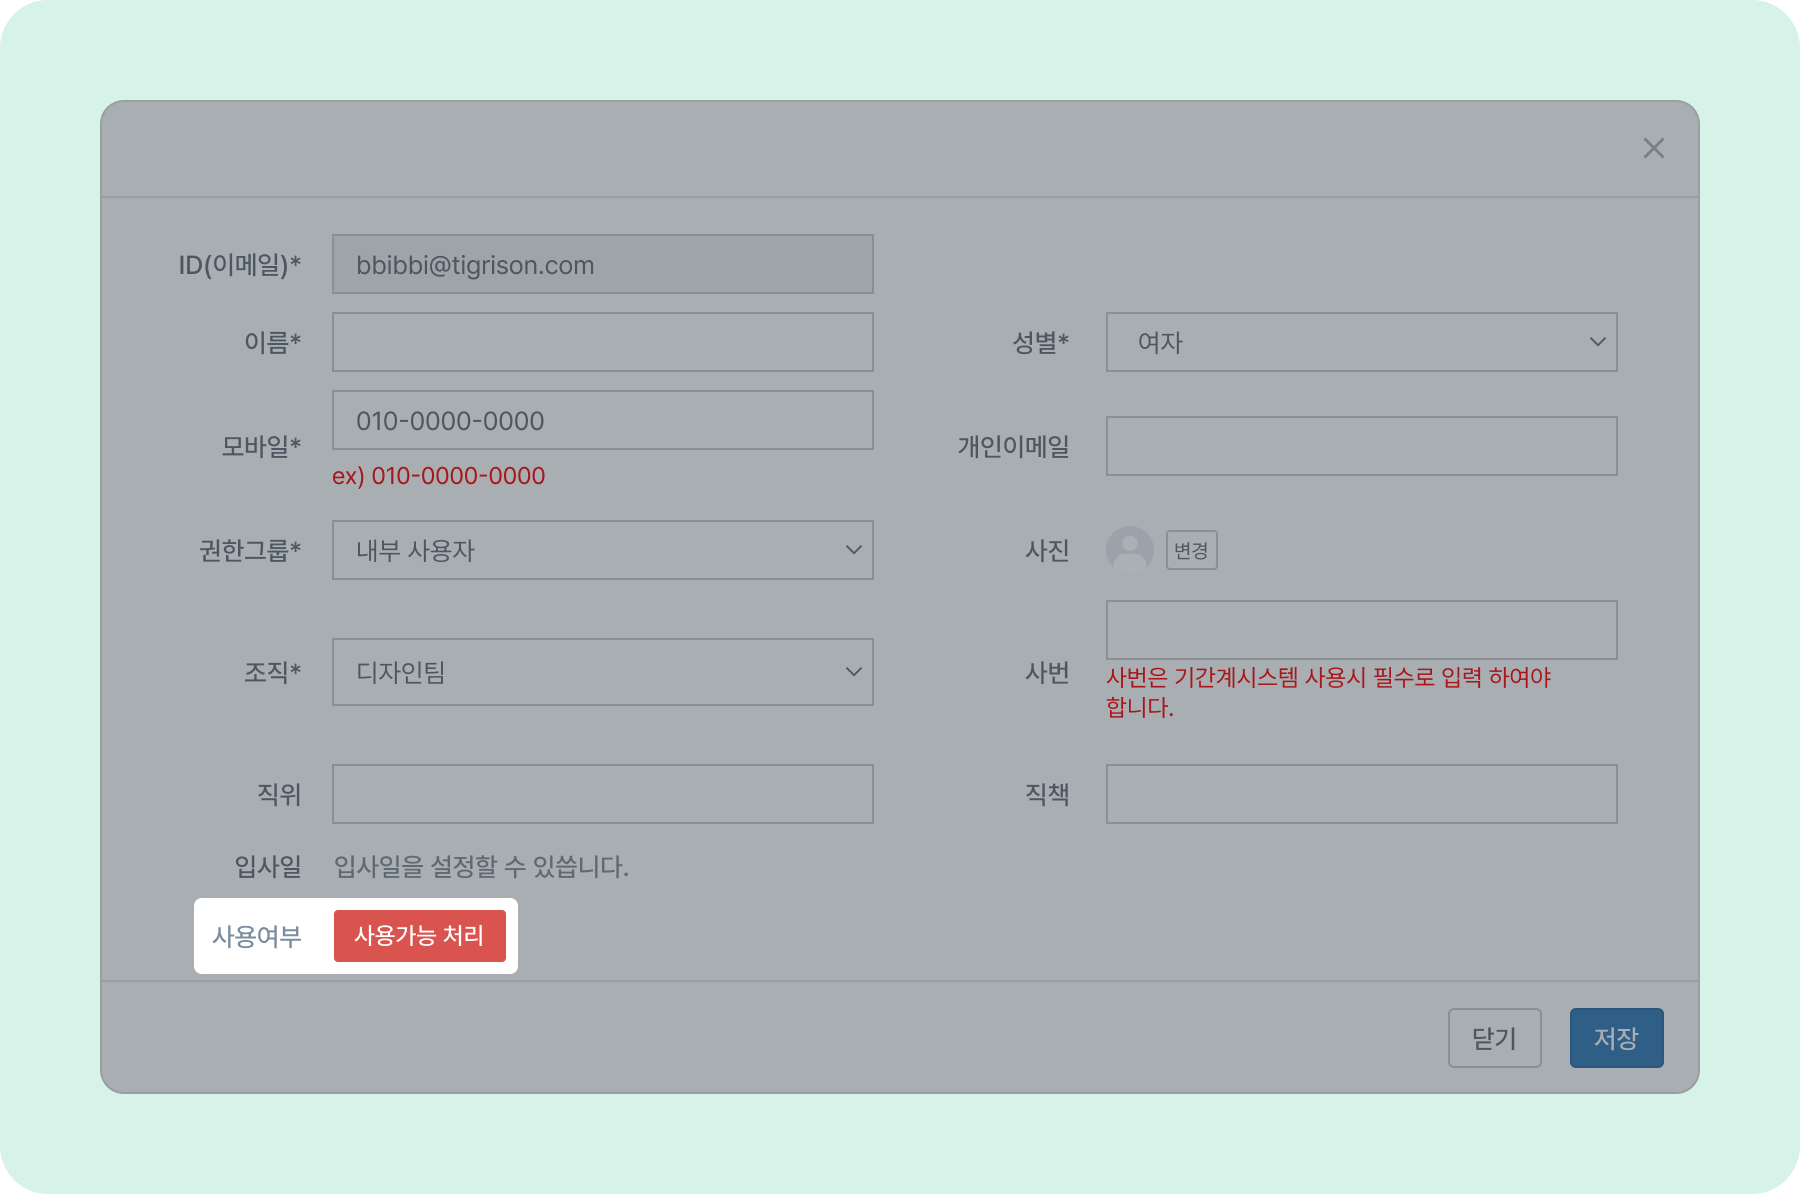 ID(이메일)* bbibbi@tigrison.com
이름*
성별* 여자
모바일* 010-0000-0000
ex) 010-0000-0000
개인이메일
권한그룹* 내부 사용자
사진 변경
조직* 디자인팀
사번
사번은 기간계시스템 사용시 필수로 입력 하여야
합니다.
직위
직책
입사일 입사일을 설정할 수 있씁니다.
사용여부 사용가능 처리
닫기 저장